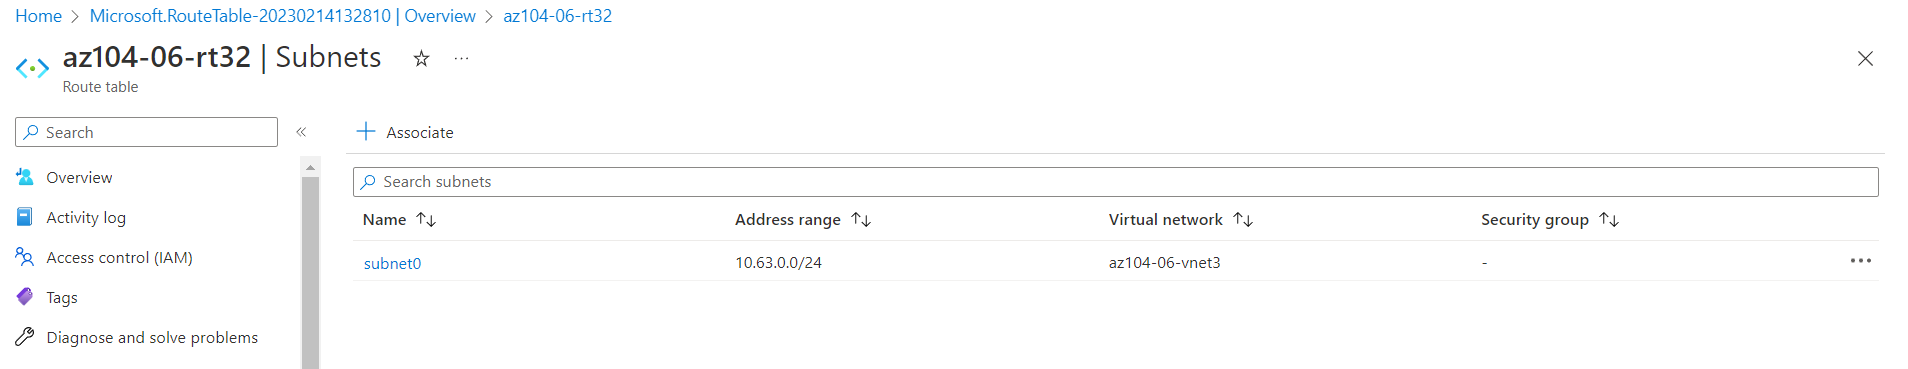 Home > Microsoft.RouteTable-20230214132810 | Overview > az104-06-rt32
az104-06-rt32 | Subnets
Route table
Search
Associate
Overview
Activity log
Access control (IAM)
Tags
Diagnose and solve problems
Search subnets
Name Address range Virtual network Security group
subnet0 10.63.0.0/24 az104-06-vnet3 -